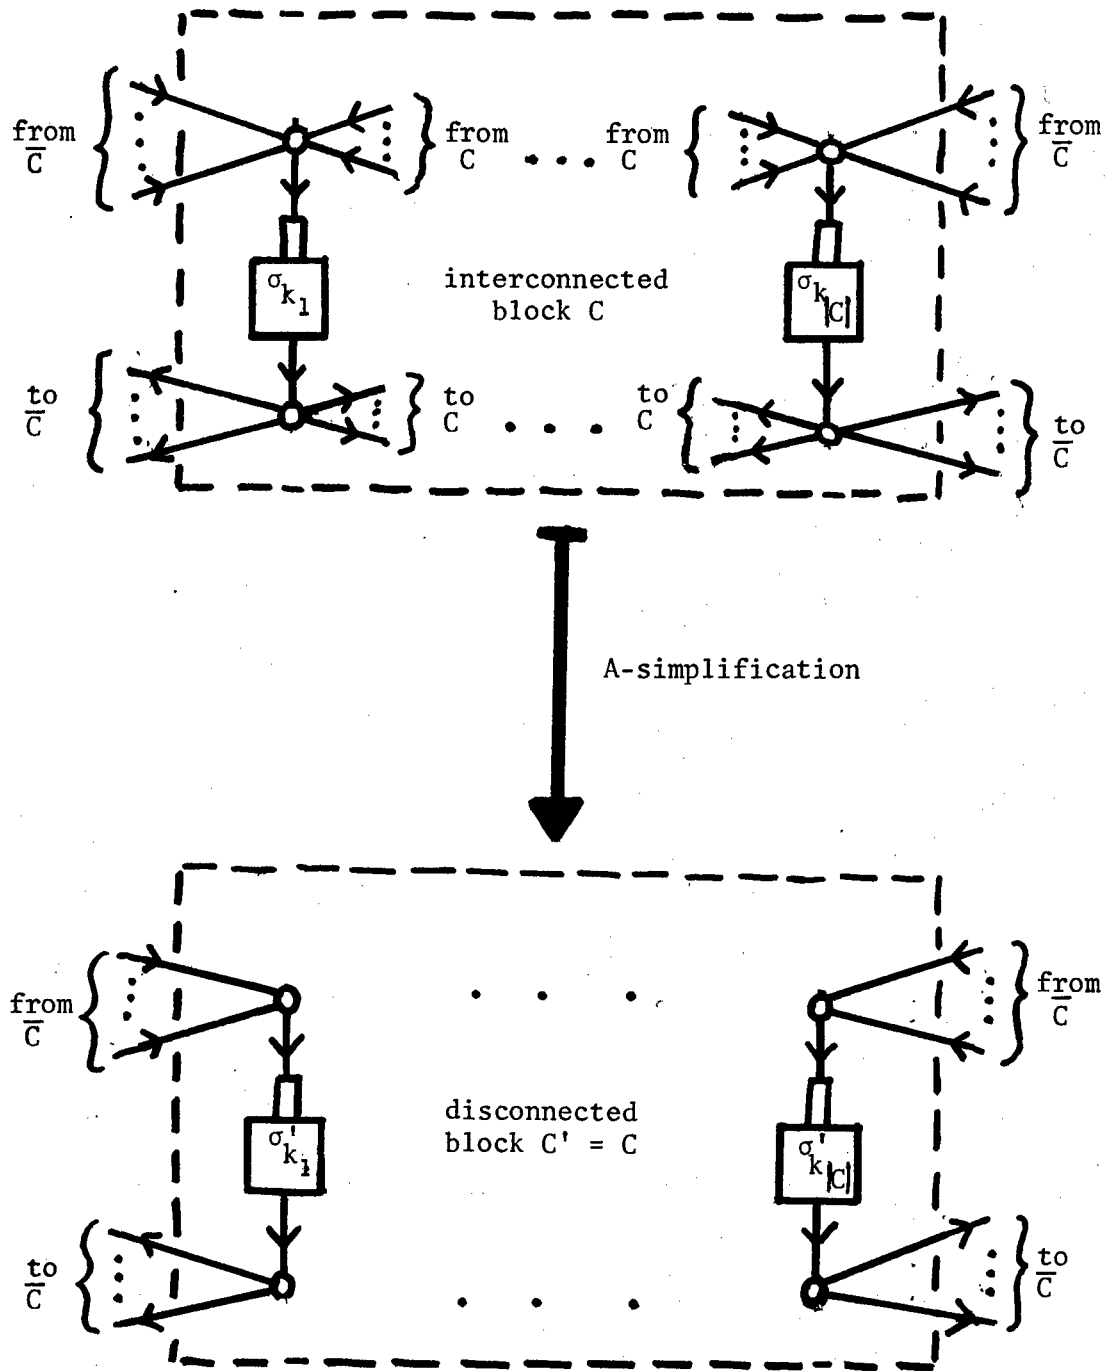 from
C̅
from
C
from
C
from
C̅
σk1
interconnected
block C
σk|C|
to
C̅
to
C
to
C
to
C̅
A-simplification
from
C̅
from
C̅
σ'k1
disconnected
block C' = C
σ'k|C|
to
C̅
to
C̅